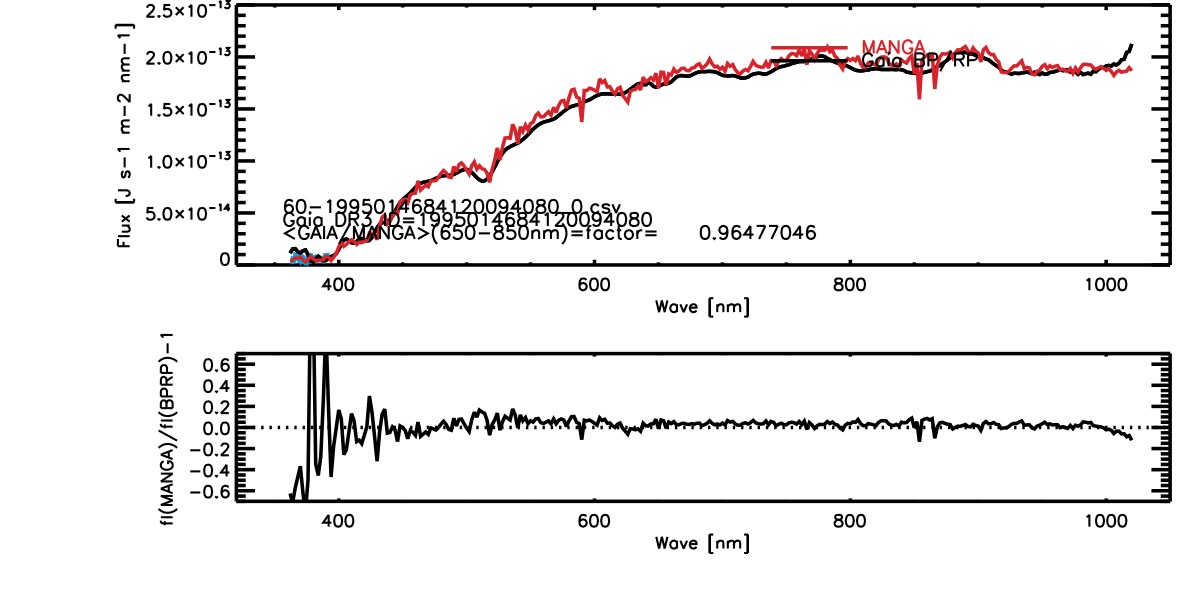 2.5×10−13
2.0×10−13
1.5×10−13
1.0×10−13
5.0×10−14
0
Flux [J s−1 m−2 nm−1]
MANGA
Gaia BP/RP
60−1995014684120094080_0.csv
Gaia DR3 ID=1995014684120094080
<GAIA/MANGA>(650−850nm)=factor= 0.96477046
400 600 800 1000
Wave [nm]
0.6
0.4
0.2
0.0
−0.2
−0.4
−0.6
fl(MANGA)/fl(BPRP)−1
400 600 800 1000
Wave [nm]